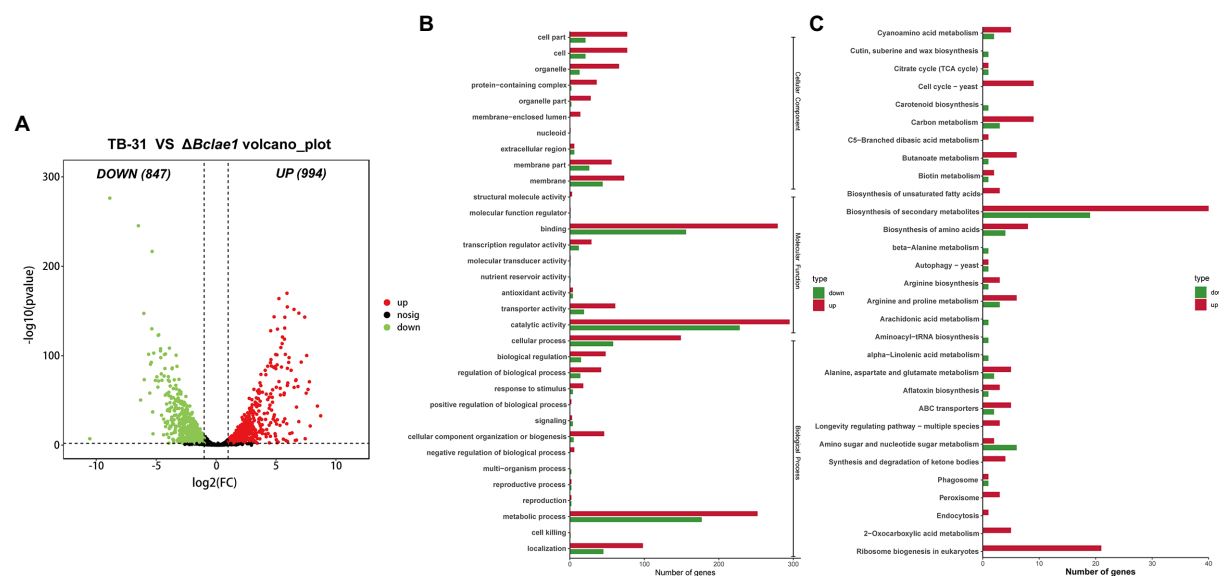 A
TB-31 VS ΔBclae1 volcano_plot
DOWN (847)
UP (994)
300
200
100
0
-log10(pvalue)
-10
-5
0
5
10
log2(FC)
up
nosig
down
B
cell part
cell
organelle
protein−containing complex
organelle part
membrane−enclosed lumen
nucleoid
extracellular region
membrane part
membrane
structural molecule activity
molecular function regulator
binding
transcription regulator activity
molecular transducer activity
nutrient reservoir activity
antioxidant activity
transporter activity
catalytic activity
cellular process
biological regulation
regulation of biological process
response to stimulus
positive regulation of biological process
signaling
cellular component organization or biogenesis
negative regulation of biological process
multi−organism process
reproductive process
reproduction
metabolic process
cell killing
localization
0
100
200
300
Number of genes
Cellular Component
Molecular Function
Biological Process
type
down
up
C
Cyanoamino acid metabolism
Cutin, suberine and wax biosynthesis
Citrate cycle (TCA cycle)
Cell cycle − yeast
Carotenoid biosynthesis
Carbon metabolism
C5−Branched dibasic acid metabolism
Butanoate metabolism
Biotin metabolism
Biosynthesis of unsaturated fatty acids
Biosynthesis of secondary metabolites
Biosynthesis of amino acids
beta−Alanine metabolism
Autophagy − yeast
Arginine biosynthesis
Arginine and proline metabolism
Arachidonic acid metabolism
Aminoacyl−tRNA biosynthesis
alpha−Linolenic acid metabolism
Alanine, aspartate and glutamate metabolism
Aflatoxin biosynthesis
ABC transporters
Longevity regulating pathway − multiple species
Amino sugar and nucleotide sugar metabolism
Synthesis and degradation of ketone bodies
Phagosome
Peroxisome
Endocytosis
2−Oxocarboxylic acid metabolism
Ribosome biogenesis in eukaryotes
0
10
20
30
40
Number of genes
type
up